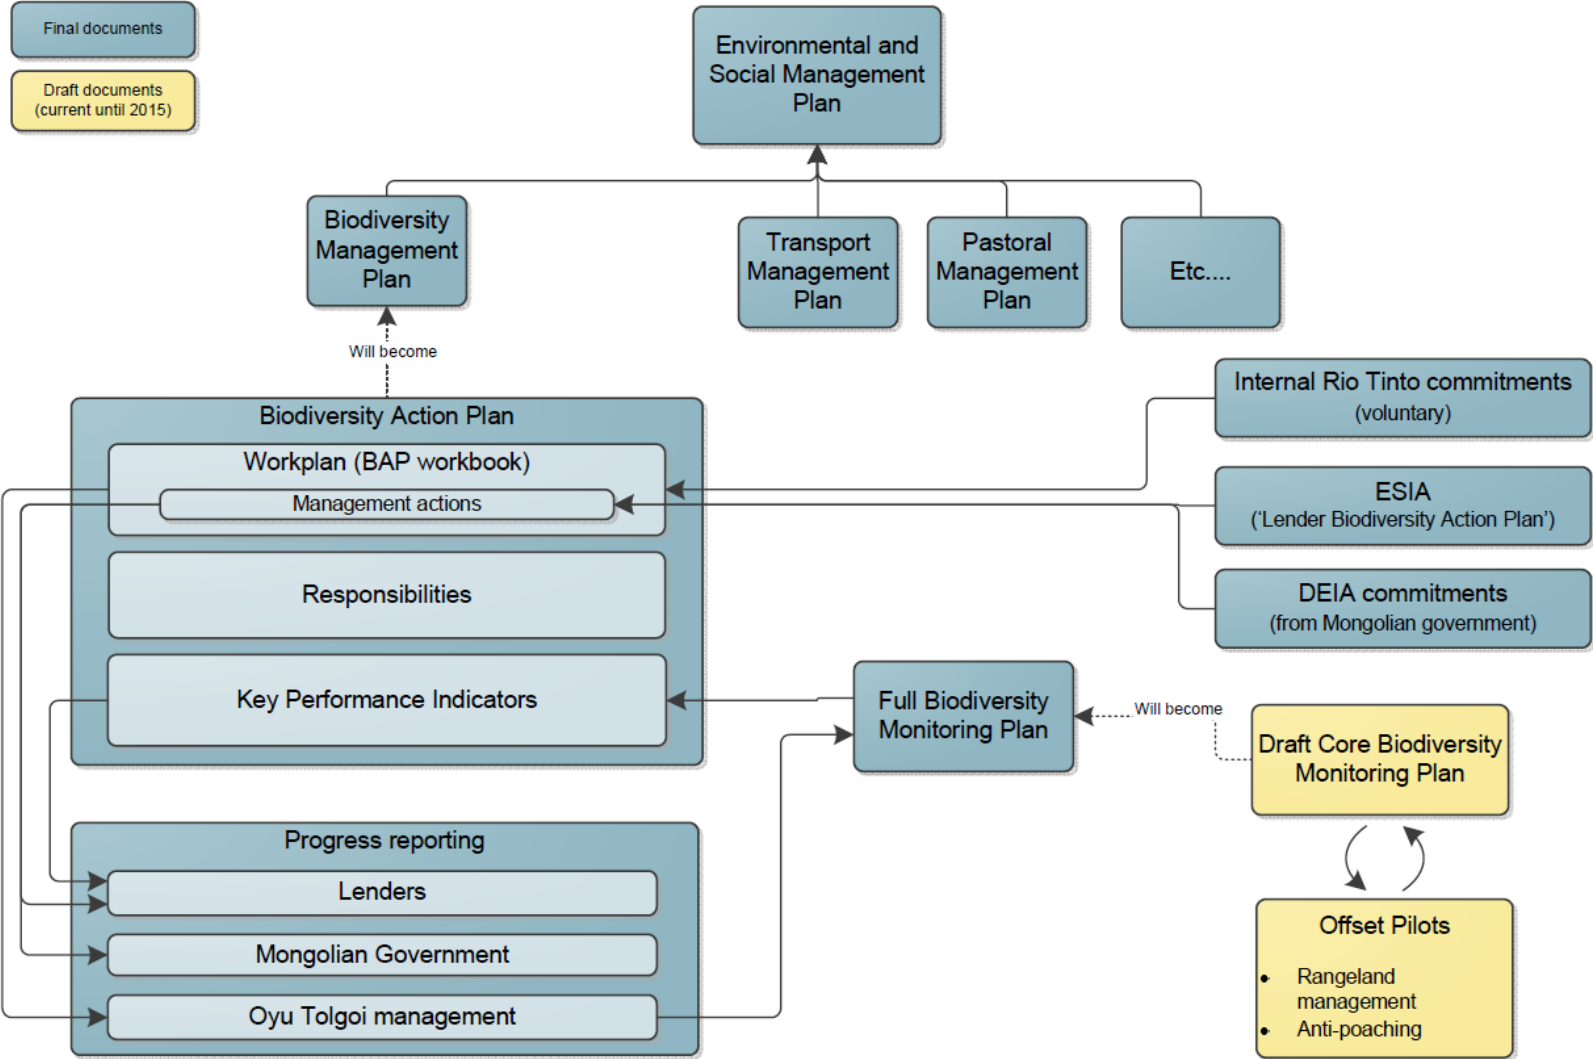 Final documents
Draft documents
(current until 2015)
Environmental and
Social Management
Plan
Biodiversity
Management
Plan
Transport
Management
Plan
Pastoral
Management
Plan
Etc....
Will become
Biodiversity Action Plan
Workplan (BAP workbook)
Management actions
Responsibilities
Key Performance Indicators
Internal Rio Tinto commitments
(voluntary)
ESIA
(‘Lender Biodiversity Action Plan’)
DEIA commitments
(from Mongolian government)
Full Biodiversity
Monitoring Plan
Will become
Draft Core Biodiversity
Monitoring Plan
Progress reporting
Lenders
Mongolian Government
Oyu Tolgoi management
Offset Pilots
• Rangeland
management
• Anti-poaching